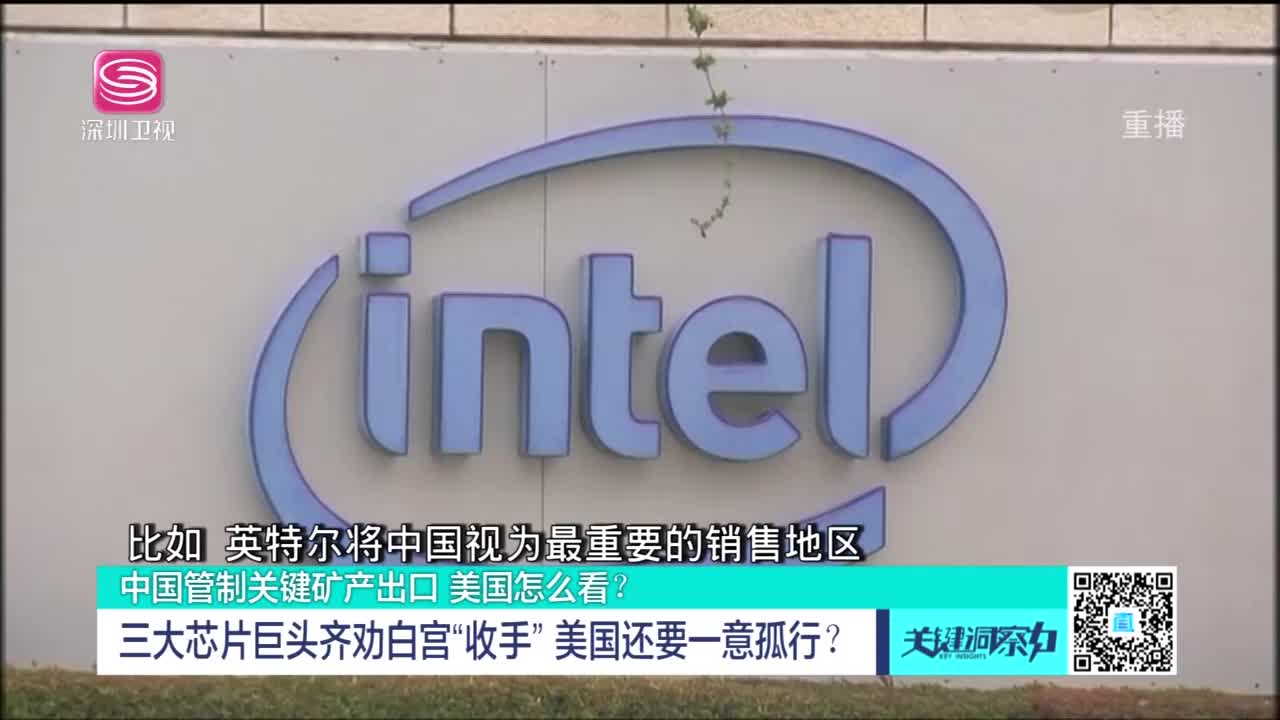 深圳卫视
重播
intel
比如 英特尔将中国视为最重要的销售地区
中国管制关键矿产出口 美国怎么看？
三大芯片巨头齐劝白宫“收手” 美国还要一意孤行？
关键洞察力
KEY INSIGHTS
直